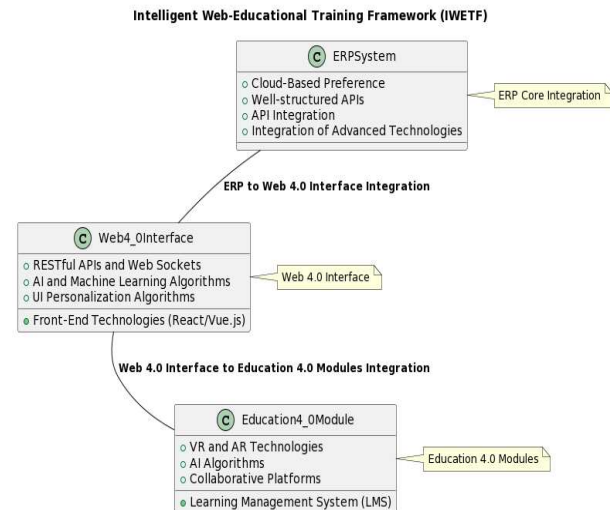 Intelligent Web-Educational Training Framework (IWETF)
C ERPSystem
Cloud-Based Preference
Well-structured APIs
API Integration
Integration of Advanced Technologies
ERP Core Integration
ERP to Web 4.0 Interface Integration
C Web4_0Interface
RESTful APIs and Web Sockets
AI and Machine Learning Algorithms
UI Personalization Algorithms
Front-End Technologies (React/Vue.js)
Web 4.0 Interface
Web 4.0 Interface to Education 4.0 Modules Integration
C Education4_0Module
VR and AR Technologies
AI Algorithms
Collaborative Platforms
Learning Management System (LMS)
Education 4.0 Modules